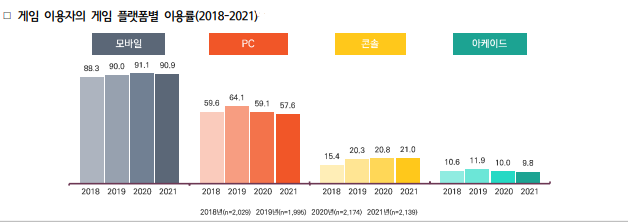 □ 게임 이용자의 게임 플랫폼별 이용률(2018-2021)
모바일 PC 콘솔 아케이드
88.3 90.0 91.1 90.9 59.6 64.1 59.1 57.6 15.4 20.3 20.8 21.0 10.6 11.9 10.0 9.8
2018 2019 2020 2021 2018 2019 2020 2021 2018 2019 2020 2021 2018 2019 2020 2021
2018년(n=2,029) 2019년(n=1,995) 2020년(n=2,174) 2021년(n=2,139)